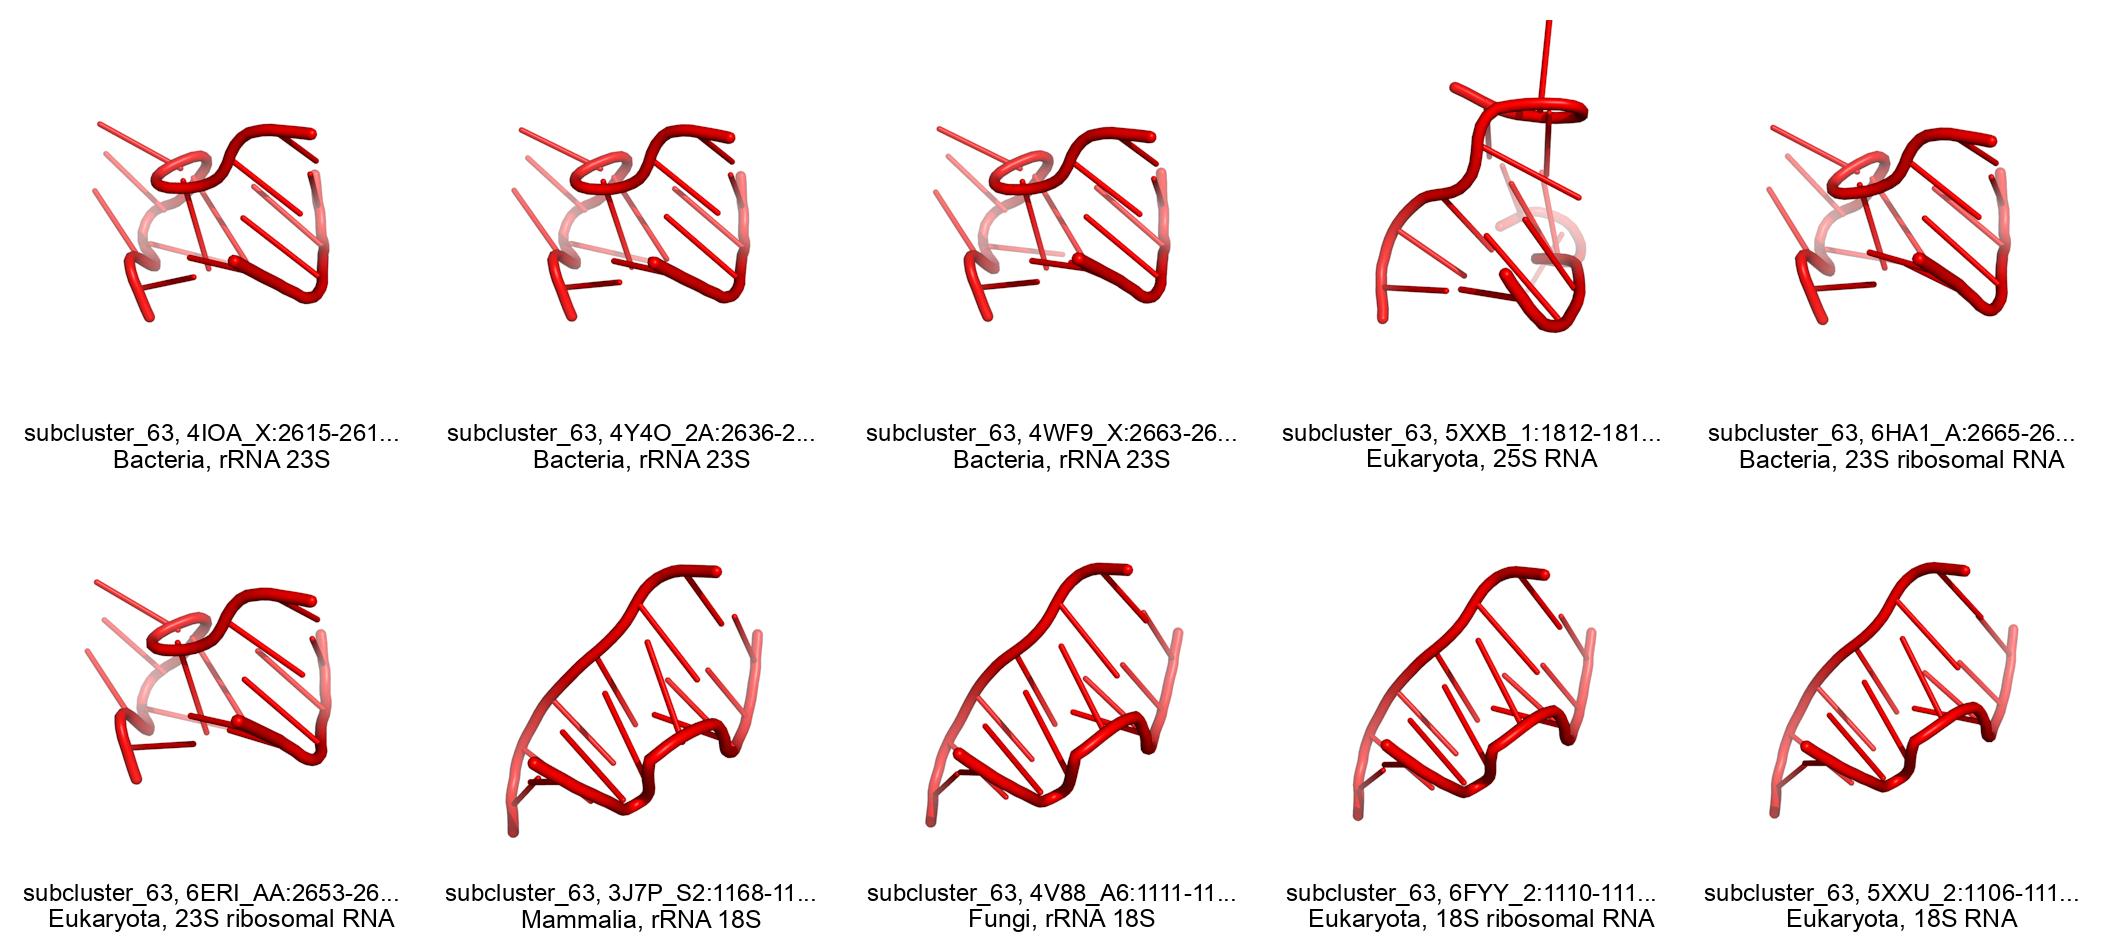 subcluster_63, 4IOA_X:2615-261...
Bacteria, rRNA 23S
subcluster_63, 4Y4O_2A:2636-2...
Bacteria, rRNA 23S
subcluster_63, 4WF9_X:2663-26...
Bacteria, rRNA 23S
subcluster_63, 5XXB_1:1812-181...
Eukaryota, 25S RNA
subcluster_63, 6HA1_A:2665-26...
Bacteria, 23S ribosomal RNA
subcluster_63, 6ERI_AA:2653-26...
Eukaryota, 23S ribosomal RNA
subcluster_63, 3J7P_S2:1168-11...
Mammalia, rRNA 18S
subcluster_63, 4V88_A6:1111-11...
Fungi, rRNA 18S
subcluster_63, 6FYY_2:1110-111...
Eukaryota, 18S ribosomal RNA
subcluster_63, 5XXU_2:1106-111...
Eukaryota, 18S RNA